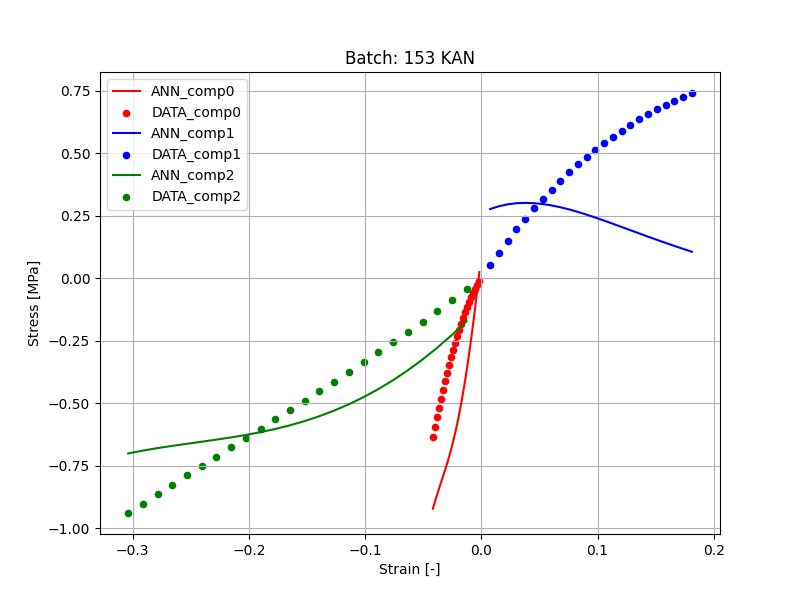 Batch: 153 KAN
ANN_comp0
DATA_comp0
ANN_comp1
DATA_comp1
ANN_comp2
DATA_comp2
0.75
0.50
0.25
0.00
−0.25
−0.50
−0.75
−1.00
Stress [MPa]
−0.3 −0.2 −0.1 0.0 0.1 0.2
Strain [-]